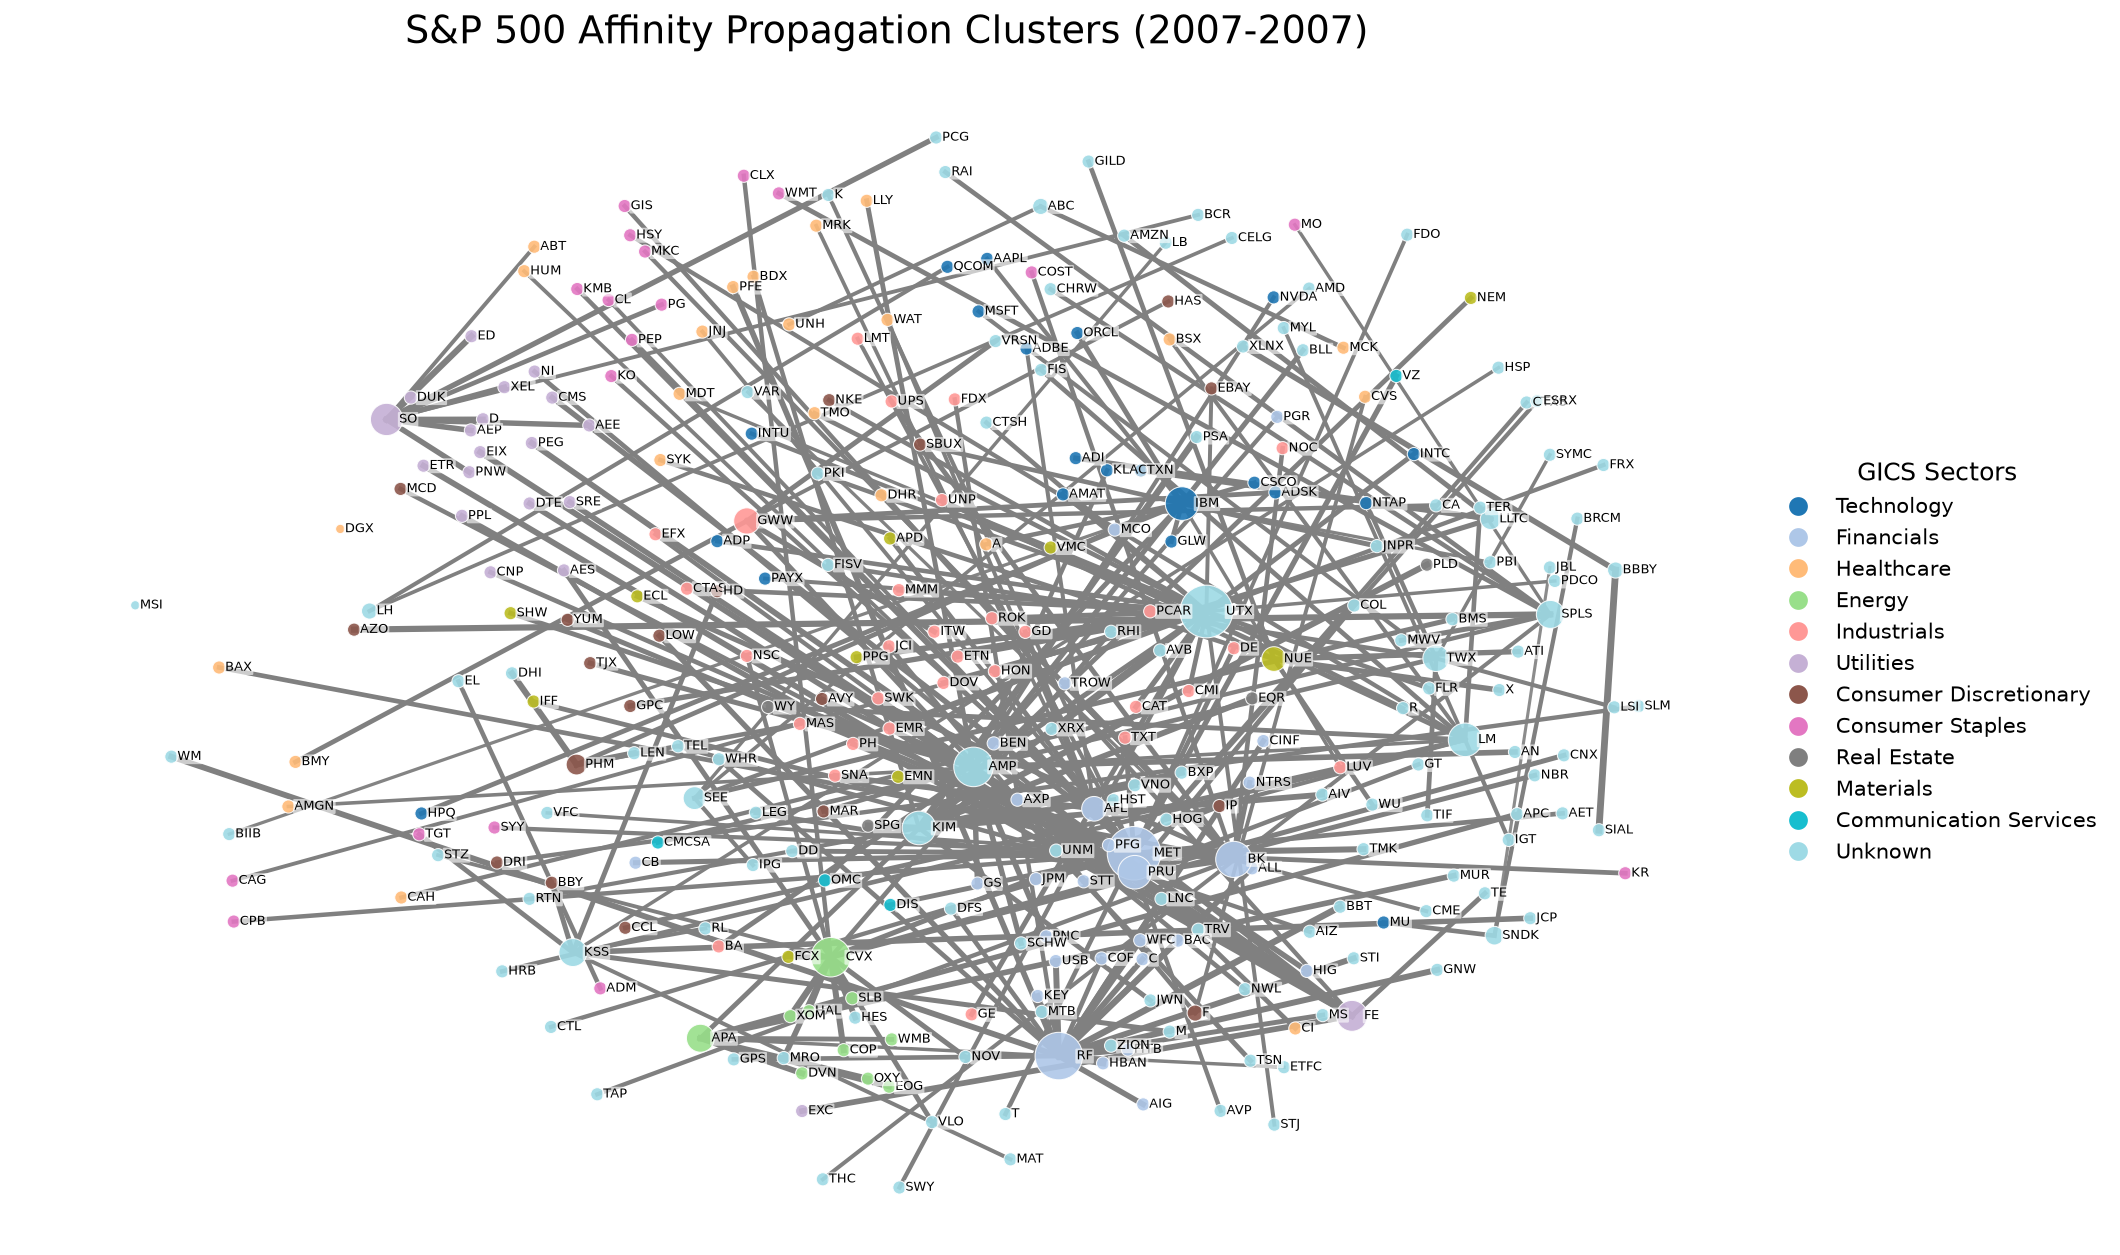 S&P 500 Affinity Propagation Clusters (2007-2007)
PCG
RAI
GILD
CLX
WMT
K
LLY
GIS
ABC
BCR
MRK
MO
HSY
AMZN
LB
CELG
FDO
ABT
MKC
QCOM
AAPL
HUM
BDX
PFE
COST
KMB
CL
PG
CHRW
AMD
NVDA
NEM
HAS
MSFT
UNH
WAT
ED
PEP
JNJ
LMT
VRSN
ADBE
ORCL
BSX
MYL
XLNX
BLL
MCK
NI
KO
FIS
HSP
VZ
XEL
DUK
CMS
MDT
VAR
NKE
UPS
FDX
EBAY
CVS
ESRX
SO
D
AEP
AEE
TMO
CTSH
PGR
INTU
PSA
PEG
SBUX
NOC
EIX
SYK
ADI
INTC
SYMC
ETR
PNW
PKI
KLAC
TXN
FRX
MCD
DTE
SRE
DHR
UNP
AMAT
CSCO
ADSK
IBM
NTAP
CA
TER
LLTC
PPL
GWW
DGX
EFX
ADP
APD
A
VMC
MCO
GLW
JNPR
BRCM
CNP
AES
FISV
PLD
PBI
JBL
BBBY
PAYX
PDCO
CTAS
HD
MMM
MSI
LH
SHW
ECL
PCAR
UTX
COL
SPLS
AZO
YUM
LOW
ITW
ROK
GD
RHI
BMS
MWV
NSC
PPG
JCI
ETN
HON
AVB
DE
NUE
TWX
ATI
BAX
TJX
EL
DHI
DOV
TROW
CMI
FLR
X
IFF
GPC
AVY
SWK
WY
CAT
EQR
R
LSI
SLM
MAS
EMR
XRX
TXT
CINF
LM
WM
BMY
PHM
LEN
TEL
WHR
PH
BEN
AN
CNX
AMP
LUV
GT
NBR
SNA
EMN
VNO
BXP
NTRS
AMGN
HPQ
VFC
SEE
LEG
MAR
AXP
AFL
HST
IP
AIV
WU
TIF
APC
AET
BIIB
TGT
SYY
SPG
KIM
HOG
SIAL
STZ
DRI
CMCSA
CB
IPG
DD
UNM
PFG
MET
PRU
BK
ALL
TMK
IGT
CAG
CAH
BBY
RTN
OMC
GS
JPM
STT
MUR
KR
TE
CPB
CCL
RL
DIS
DFS
LNC
BBT
CME
MU
JCP
SNDK
KSS
BA
SCHW
PNC
WFC
BAC
TRV
AIZ
HRB
FCX
CVX
USB
COF
C
HIG
STI
GNW
ADM
SLB
KEY
JWN
NWL
CTL
XOM
HAL
HES
GE
MTB
F
MS
FE
CI
APA
WMB
M
GPS
MRO
COP
NOV
RF
ZION
HBAN
TSN
ETFC
DVN
OXY
EOG
TAP
EXC
VLO
T
AIG
AVP
STJ
MAT
THC
SWY
GICS Sectors
Technology
Financials
Healthcare
Energy
Industrials
Utilities
Consumer Discretionary
Consumer Staples
Real Estate
Materials
Communication Services
Unknown